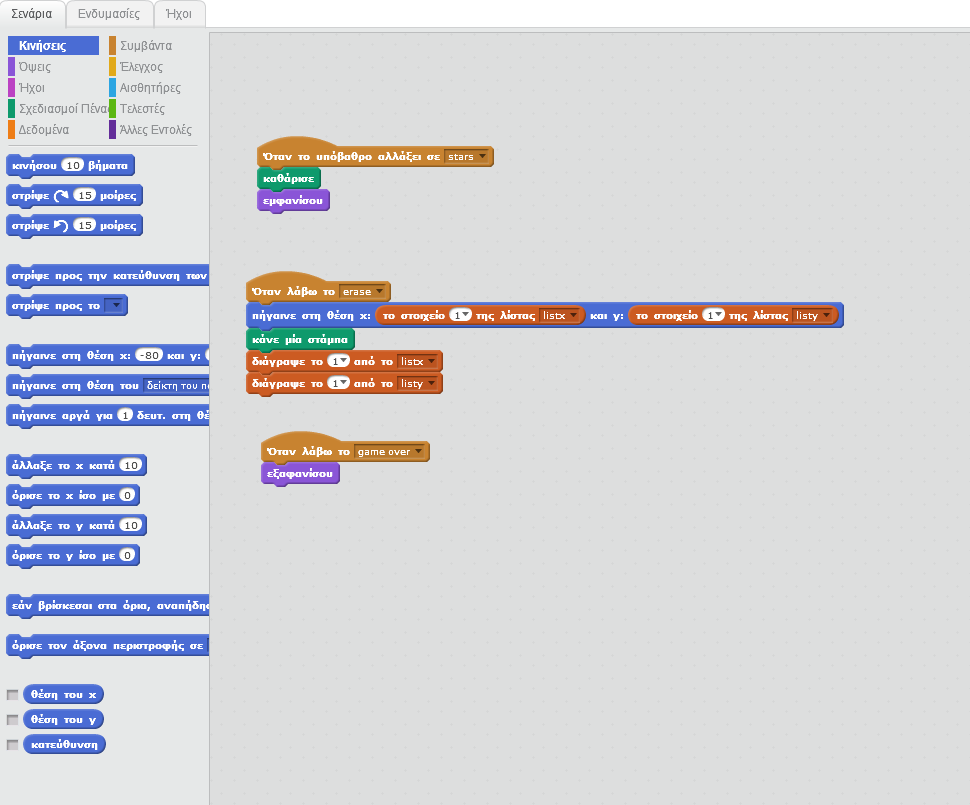 Σενάρια Ενδυμασίες Ήχοι
Κινήσεις Συμβάντα
Όψεις Έλεγχος
Ήχοι Αισθητήρες
Σχεδιασμοί Πένας Τελεστές
Δεδομένα Άλλες Εντολές
κινήσου 10 βήματα
στρίψε 15 μοίρες
στρίψε 15 μοίρες
στρίψε προς την κατεύθυνση των
στρίψε προς το
πήγαινε στη θέση x: -80 και y:
πήγαινε στη θέση του δείκτη του
πήγαινε αργά για 1 δευτ. στη
άλλαξε το x κατά 10
όρισε το x ίσο με 0
άλλαξε το y κατά 10
όρισε το y ίσο με 0
εάν βρίσκεσαι στα όρια,
όρισε τον άξονα περιστροφής σε
θέση του x
θέση του y
κατεύθυνση
Όταν το υπόβαθρο αλλάξει σε stars
καθάρισε
εμφανίσου
Όταν λάβω το erase
πήγαινε στη θέση x: το στοιχείο 1 της λίστας listx και y: το στοιχείο 1 της λίστας listy
κάνε μία στάμπα
διάγραψε το 1 από το listx
διάγραψε το 1 από το listy
Όταν λάβω το game over
εξαφανίσου